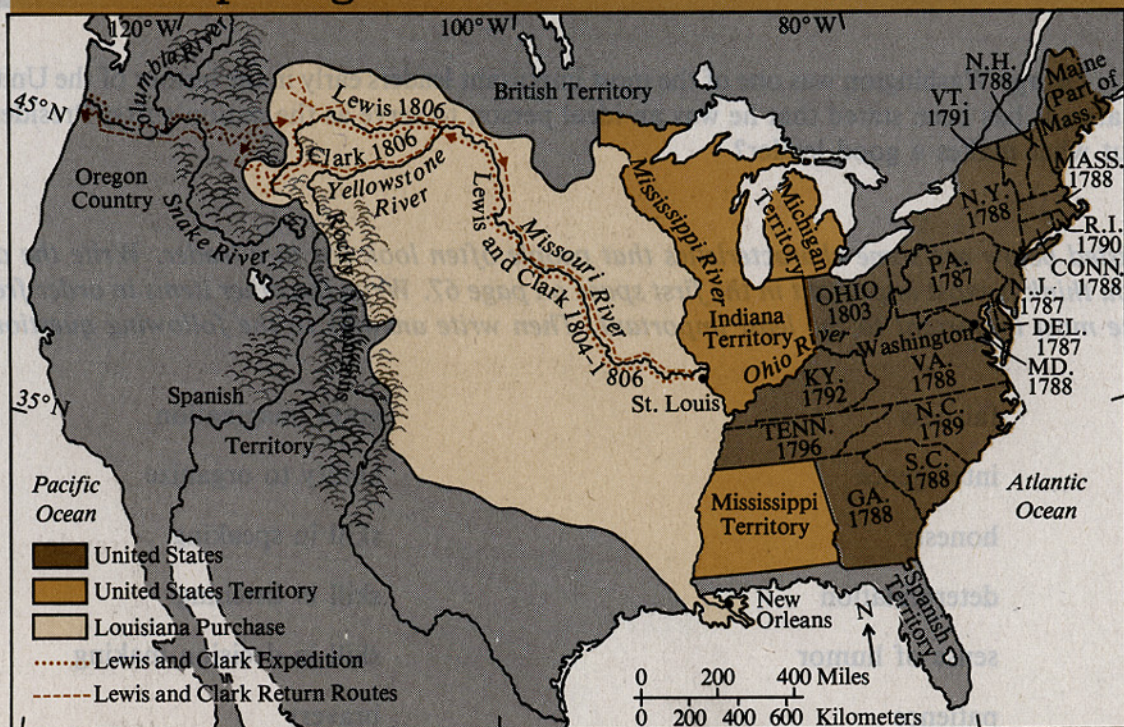 120° W
100° W
80° W
45° N
35° N
Columbia River
Lewis 1806
Clark 1806
Yellowstone
River
British Territory
Oregon
Country
Snake River
Rocky Mountains
Lewis and Clark 1804–1806
Missouri River
Mississippi River
Michigan
Territory
Indiana
Territory
Ohio River
St. Louis
Spanish
Territory
Pacific
Ocean
Atlantic
Ocean
N.H.
1788
VT.
1791
Maine
(Part of
Mass.)
MASS.
1788
N.Y.
1788
R.I.
1790
CONN.
1788
PA.
1787
N.J.
1787
OHIO
1803
DEL.
1787
Washington
MD.
1788
VA.
1788
KY.
1792
N.C.
1789
TENN.
1796
S.C.
1788
GA.
1788
Mississippi
Territory
New
Orleans
Spanish
Territory
United States
United States Territory
Louisiana Purchase
Lewis and Clark Expedition
Lewis and Clark Return Routes
N
0 200 400 Miles
0 200 400 600 Kilometers